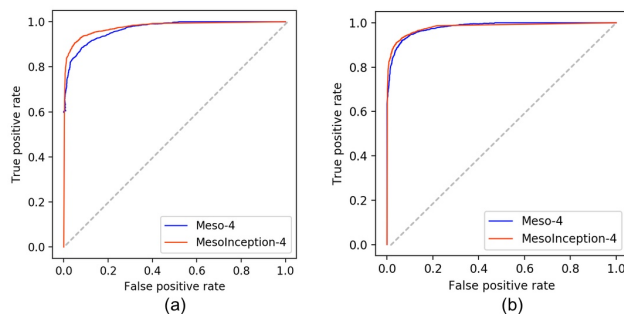 1.0
0.8
0.6
0.4
0.2
0.0
True positive rate
Meso-4
MesoInception-4
0.0 0.2 0.4 0.6 0.8 1.0
False positive rate
(a)
1.0
0.8
0.6
0.4
0.2
0.0
True positive rate
Meso-4
MesoInception-4
0.0 0.2 0.4 0.6 0.8 1.0
False positive rate
(b)